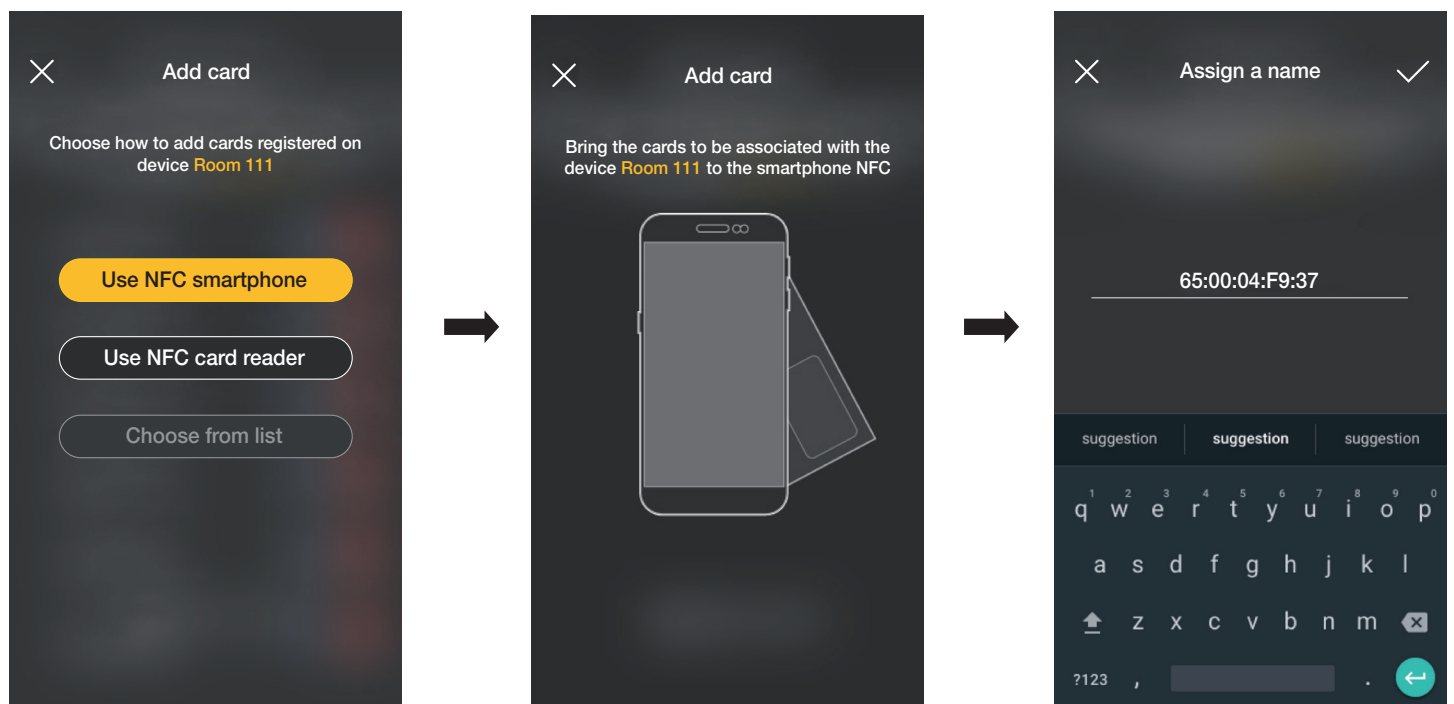 Add card
Choose how to add cards registered on
device Room 111
Use NFC smartphone
Use NFC card reader
Choose from list
Add card
Bring the cards to be associated with the
device Room 111 to the smartphone NFC
Assign a name
65:00:04:F9:37
suggestion suggestion suggestion
1 2 3 4 5 6 7 8 9 0
q w e r t y u i o p
a s d f g h j k l
z x c v b n m
?123 , .